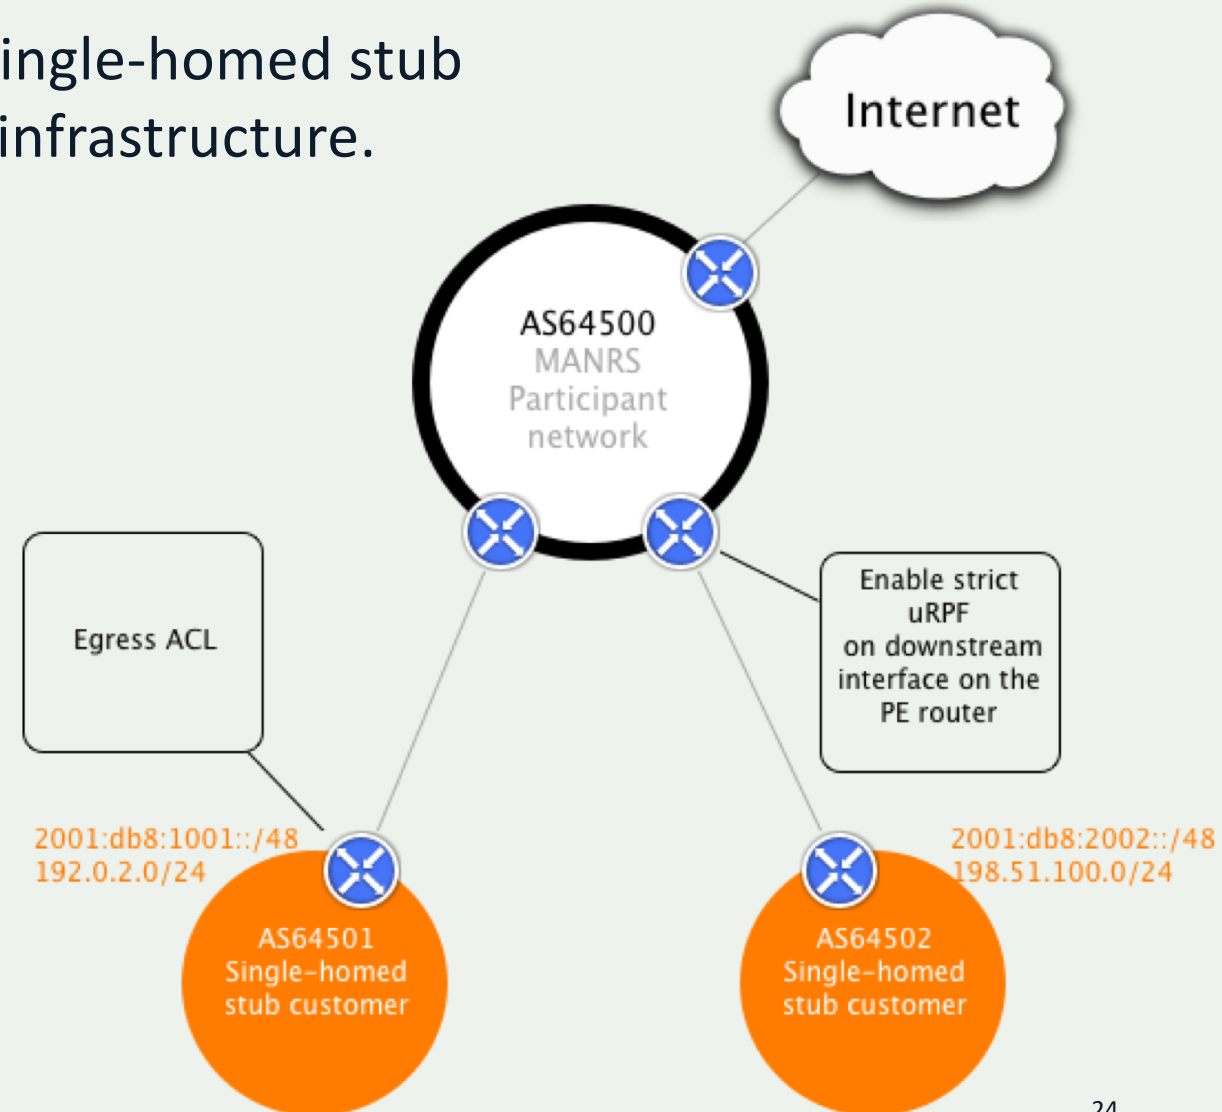 ingle-homed stub
infrastructure.
Internet
AS64500
MANRS
Participant
network
Egress ACL
Enable strict
uRPF
on downstream
interface on the
PE router
2001:db8:1001::/48
192.0.2.0/24
2001:db8:2002::/48
198.51.100.0/24
AS64501
Single-homed
stub customer
AS64502
Single-homed
stub customer
24